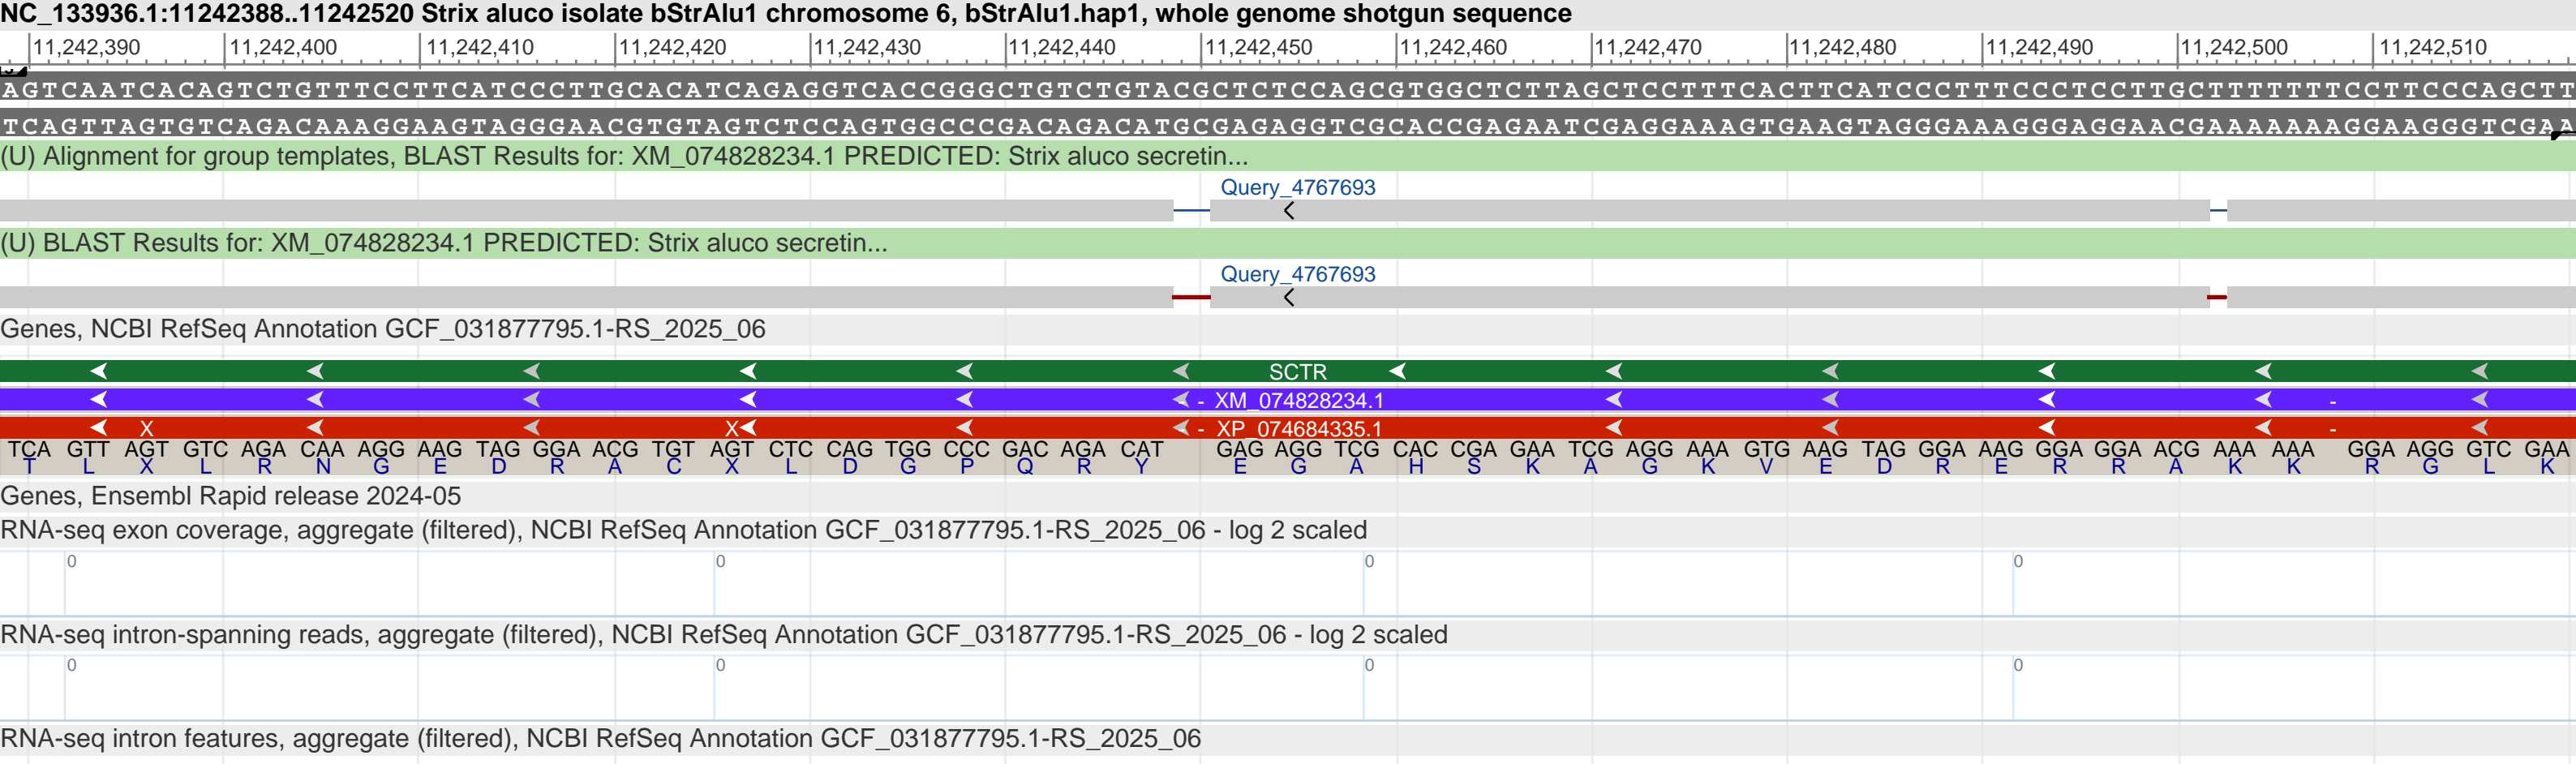 NC_133936.1:11242388..11242520 Strix aluco isolate bStrAlu1 chromosome 6, bStrAlu1.hap1, whole genome shotgun sequence
11,242,390 11,242,400 11,242,410 11,242,420 11,242,430 11,242,440 11,242,450 11,242,460 11,242,470 11,242,480 11,242,490 11,242,500 11,242,510
AGTCAATCACAGTCTGTTTCCTTCATCCCTTGCACATCAGAGGTCACCGGGCTGTCTGTACGCTCTCCAGCGTGGCTCTTAGCTCCTTTCACTTCATCCCTTTCCCTCCTTGCTTTTTTTCCTTCCCAGCTT
TCAGTTAGTGTCAGACAAAGGAAGTAGGGAACGTGTAGTCTCCAGTGGCCCGACAGACATGCGAGAGGTCGCACCGAGAATCGAGGAAAGTGAAGTAGGGAAAGGGAGGAACGAAAAAAAGGAAGGGTCGAA
(U) Alignment for group templates, BLAST Results for: XM_074828234.1 PREDICTED: Strix aluco secretin...
Query_4767693
(U) BLAST Results for: XM_074828234.1 PREDICTED: Strix aluco secretin...
Query_4767693
Genes, NCBI RefSeq Annotation GCF_031877795.1-RS_2025_06
SCTR
- - XM_074828234.1 -
X X - - XP_074684335.1 -
TCA GTT AGT GTC AGA CAA AGG AAG TAG GGA ACG TGT AGT CTC CAG TGG CCC GAC AGA CAT GAG AGG TCG CAC CGA GAA TCG AGG AAA GTG AAG TAG GGA AAG GGA GGA ACG AAA AAA GGA AGG GTC GAA
T L X L R N G E D R A C X L D G P Q R Y E G A H S K A G K V E D R E R R A K K R G L K
Genes, Ensembl Rapid release 2024-05
RNA-seq exon coverage, aggregate (filtered), NCBI RefSeq Annotation GCF_031877795.1-RS_2025_06 - log 2 scaled
0 0 0 0
RNA-seq intron-spanning reads, aggregate (filtered), NCBI RefSeq Annotation GCF_031877795.1-RS_2025_06 - log 2 scaled
0 0 0 0
RNA-seq intron features, aggregate (filtered), NCBI RefSeq Annotation GCF_031877795.1-RS_2025_06